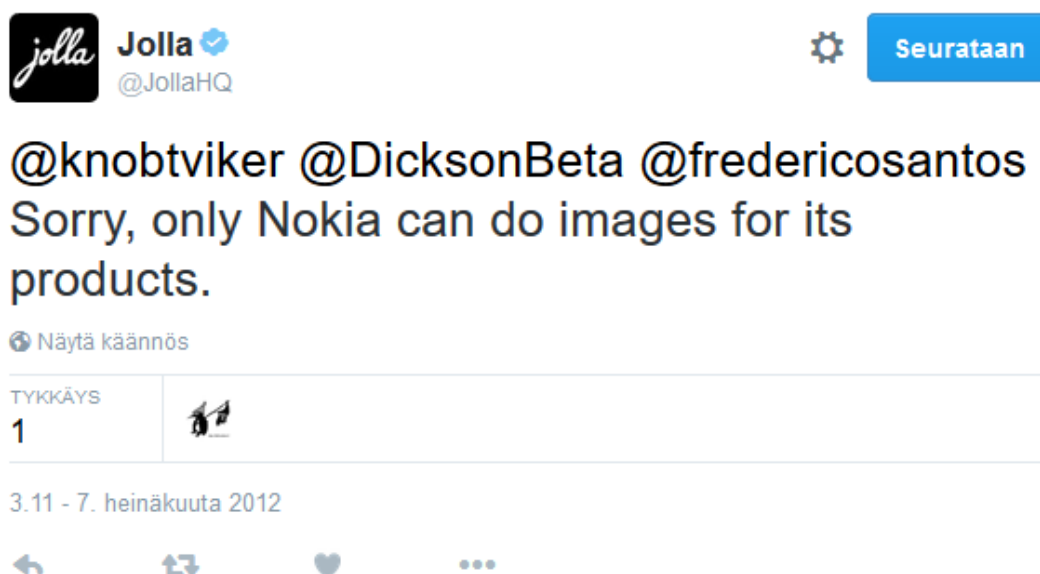 jolla
Jolla
@JollaHQ
Seurataan
@knobtviker @DicksonBeta @fredericosantos
Sorry, only Nokia can do images for its
products.
Näytä käännös
TYKKÄYS
1
3.11 - 7. heinäkuuta 2012